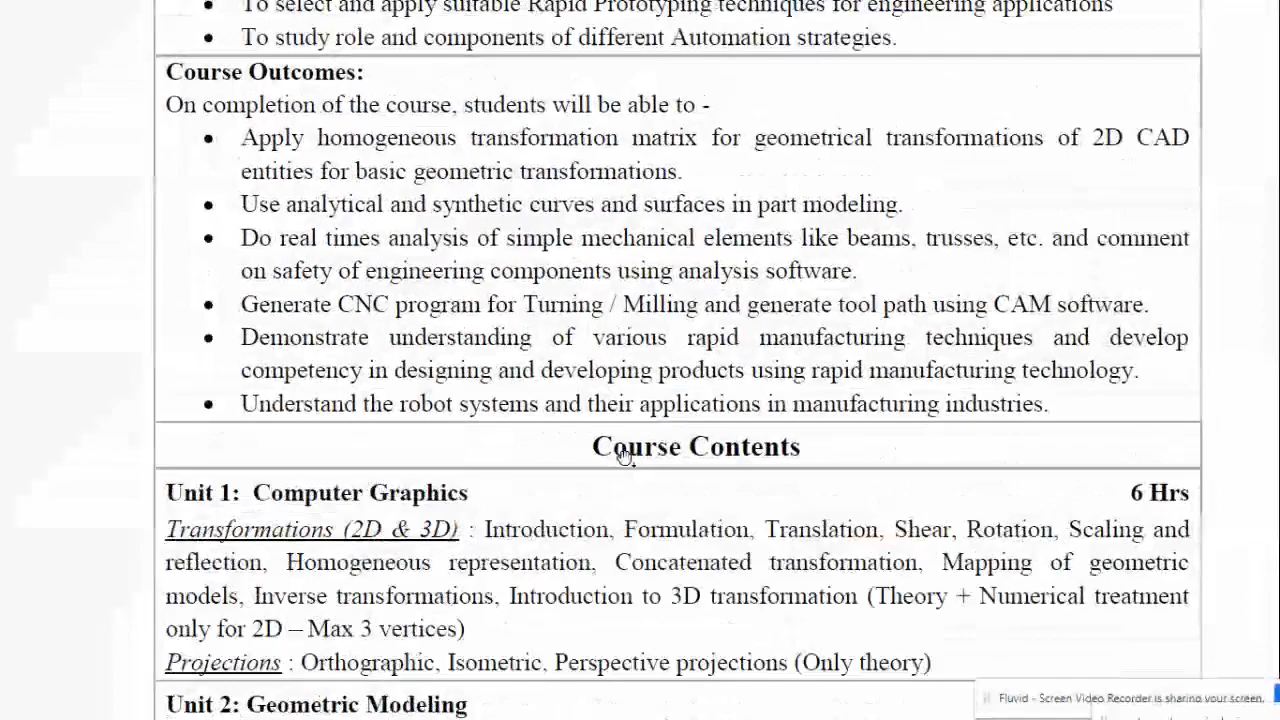 To select and apply suitable Rapid Prototyping techniques for engineering applications
• To study role and components of different Automation strategies.
Course Outcomes:
On completion of the course, students will be able to -
• Apply homogeneous transformation matrix for geometrical transformations of 2D CAD
entities for basic geometric transformations.
• Use analytical and synthetic curves and surfaces in part modeling.
• Do real times analysis of simple mechanical elements like beams, trusses, etc. and comment
on safety of engineering components using analysis software.
• Generate CNC program for Turning / Milling and generate tool path using CAM software.
• Demonstrate understanding of various rapid manufacturing techniques and develop
competency in designing and developing products using rapid manufacturing technology.
• Understand the robot systems and their applications in manufacturing industries.
Course Contents
Unit 1: Computer Graphics 6 Hrs
Transformations (2D & 3D) : Introduction, Formulation, Translation, Shear, Rotation, Scaling and
reflection, Homogeneous representation, Concatenated transformation, Mapping of geometric
models, Inverse transformations, Introduction to 3D transformation (Theory + Numerical treatment
only for 2D – Max 3 vertices)
Projections : Orthographic, Isometric, Perspective projections (Only theory)
Unit 2: Geometric Modeling
Fluvid - Screen Video Recorder is sharing your screen.